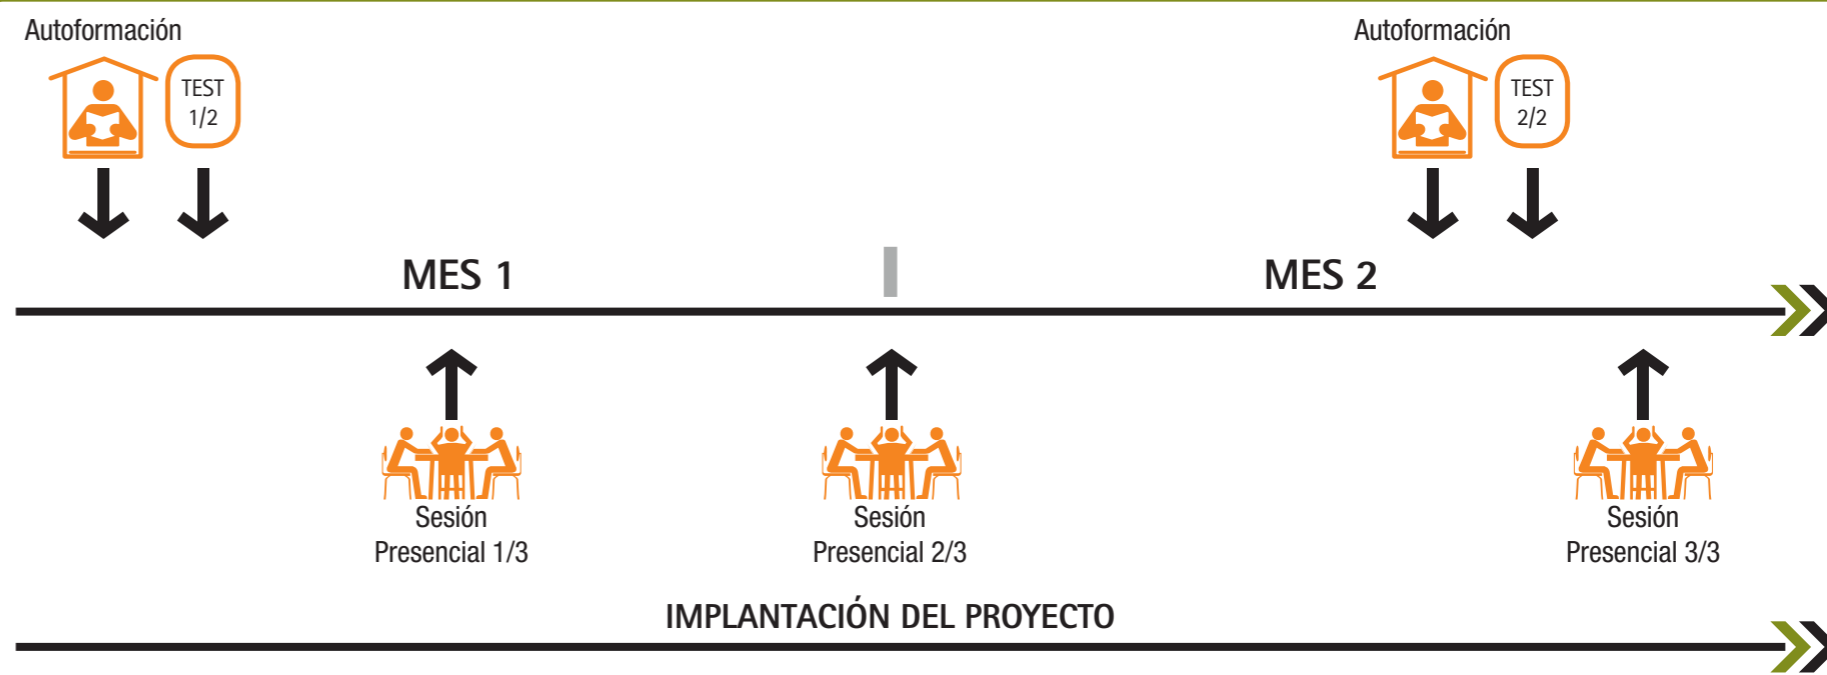 Autoformación
TEST
1/2
Autoformación
TEST
2/2
MES 1
MES 2
Sesión
Presencial 1/3
Sesión
Presencial 2/3
Sesión
Presencial 3/3
IMPLANTACIÓN DEL PROYECTO